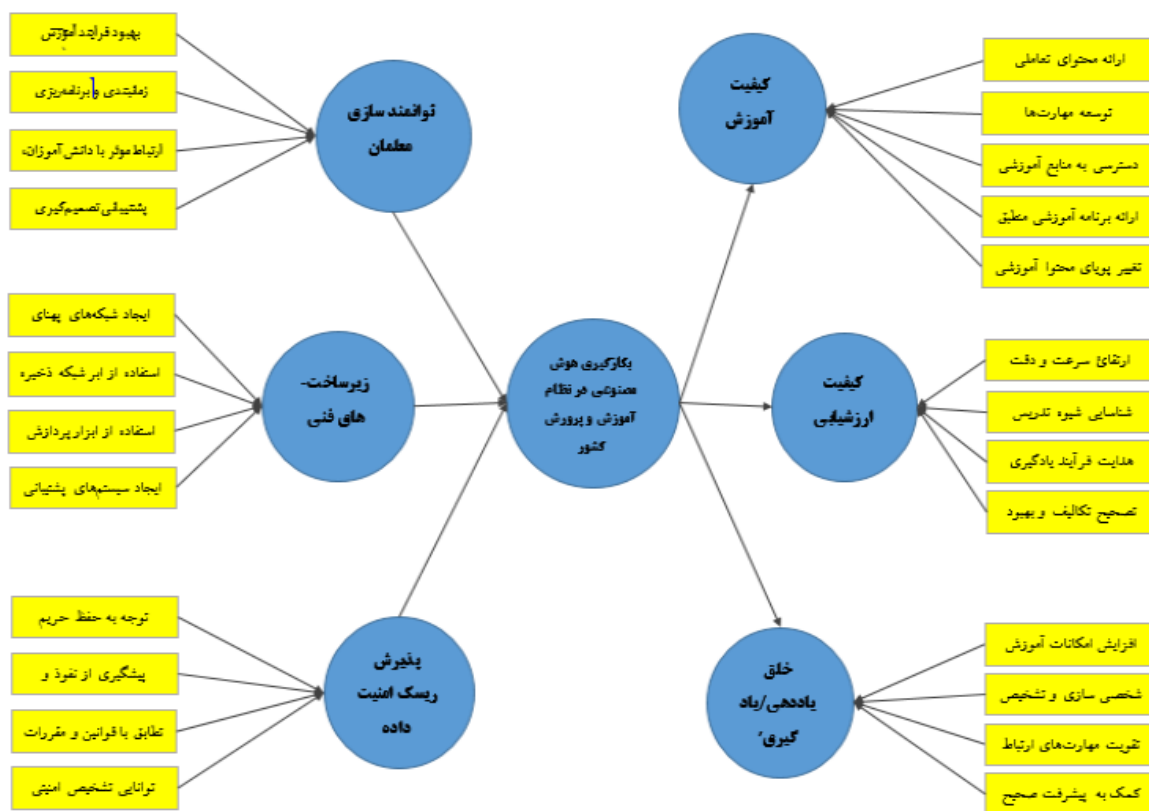 کیفیت
آموزش
ارائه محتوای تعاملی
توسعه مهارت‌ها
دسترسی به منابع آموزشی
ارائه برنامه آموزشی منطبق
تغییر پویای محتوا آموزشی
کیفیت
ارزشیابی
ارتقائ سرعت و دقت
شناسایی شیوه تدریس
هدایت فرآیند یادگیری
تصحیح تکالیف و بهبود
خلق
یاددهی/یاد
گیری
افزایش امکانات آموزش
شخصی سازی و تشخیص
تقویت مهارت‌های ارتباط
کمک به پیشرفت صحیح
بکارگیری هوش
مصنوعی در نظام
آموزش و پرورش
کشور
توانمند سازی
معلمان
بهبود فرایند آموزش
زمانبندی و برنامه‌ریزی
ارتباط موثر با دانش آموزان،
پشتیبانی تصمیم‌گیری
زیرساخت-
های فنی
ایجاد شبکه‌های پهنای
استفاده از ابر شبکه ذخیره
استفاده از ابزار پردازش
ایجاد سیستم‌های پشتیبانی
پذیرش
ریسک امنیت
داده
توجه به حفظ حریم
پیشگیری از نفوذ و
تطابق با قوانین و مقررات
توانایی تشخیص امنیتی